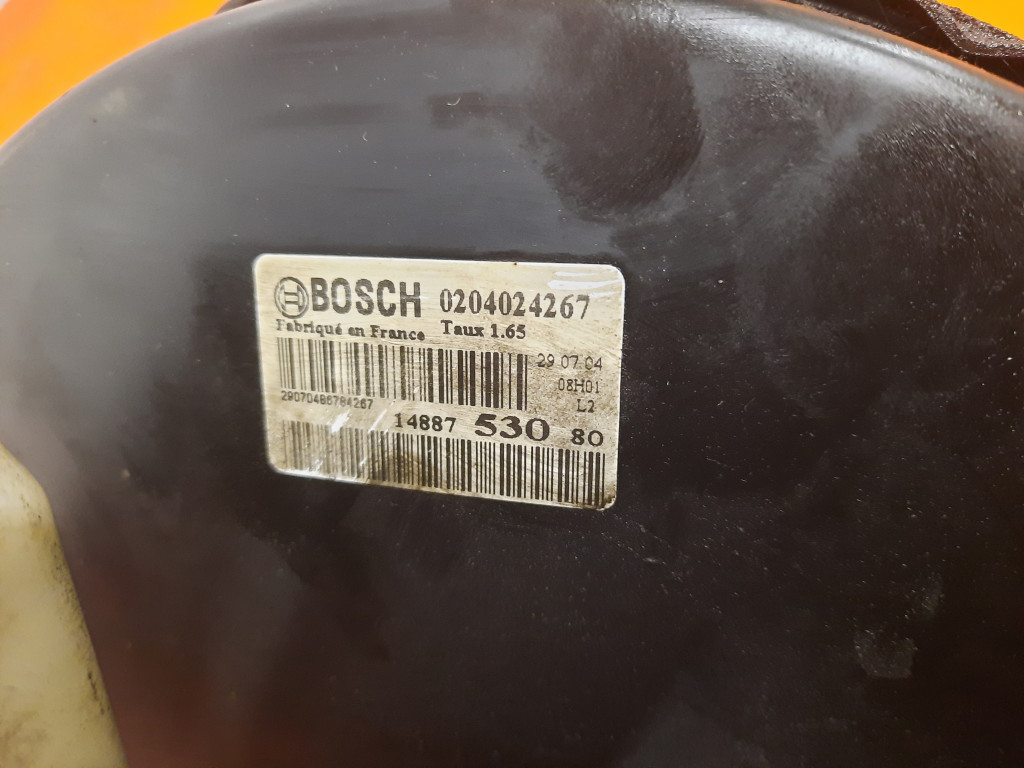 BOSCH 0204024267
Fabriqué en France Taux 1.65
29 07 04
08H01
L2
29070486784267
14887 530 80